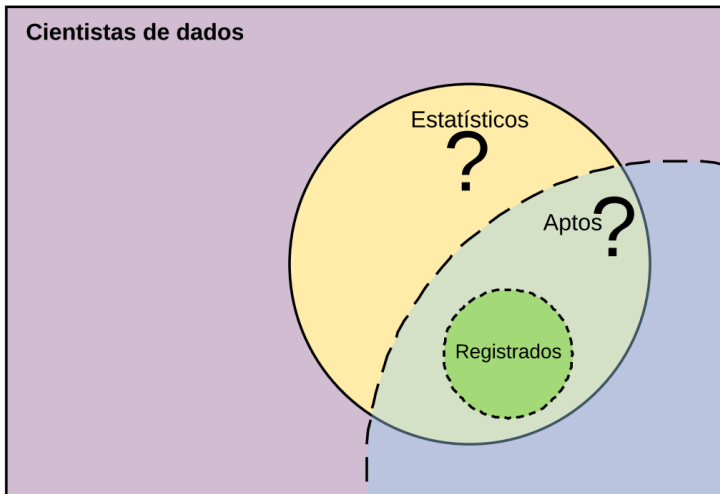 Cientistas de dados
Estatísticos
?
Aptos ?
Registrados